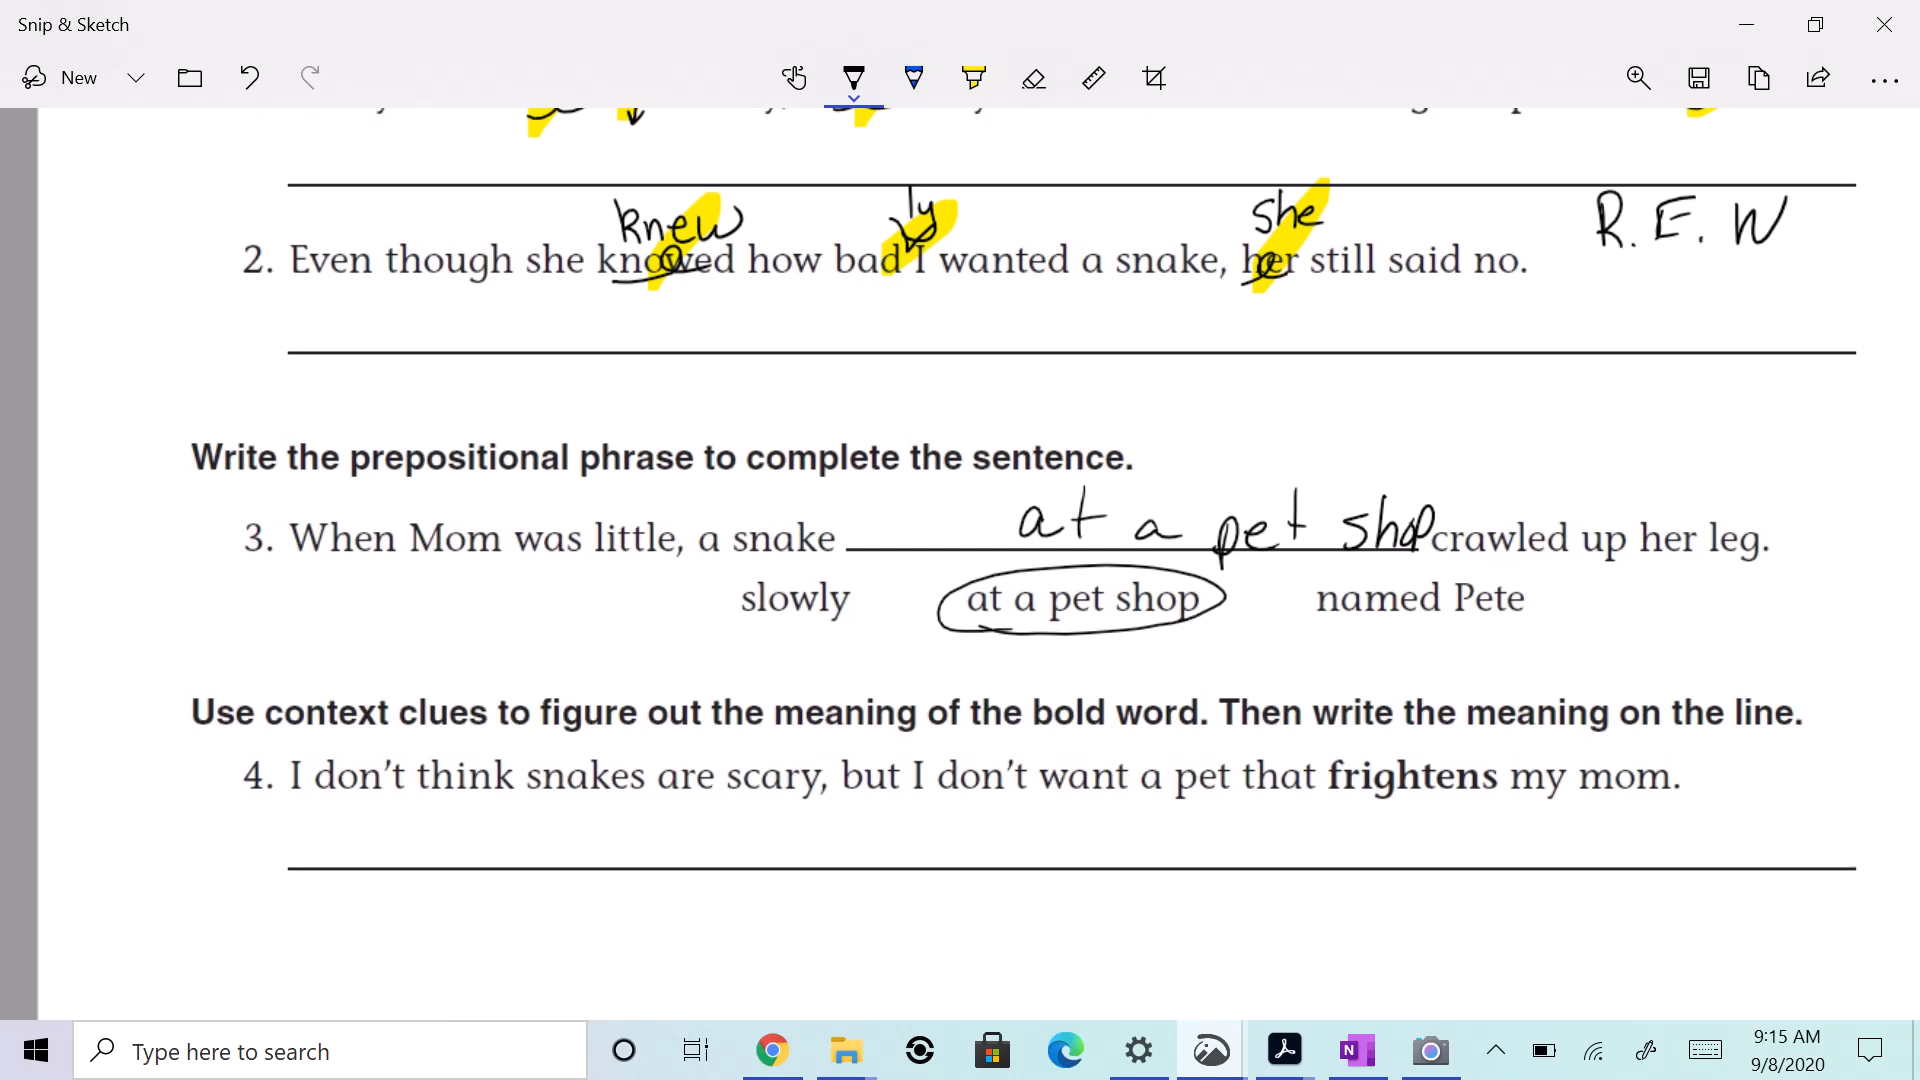 Snip & Sketch
New
knew ly she R. E. W
2. Even though she knowed how bad I wanted a snake, her still said no.
Write the prepositional phrase to complete the sentence.
at a pet shop
3. When Mom was little, a snake crawled up her leg.
slowly at a pet shop named Pete
Use context clues to figure out the meaning of the bold word. Then write the meaning on the line.
4. I don't think snakes are scary, but I don't want a pet that frightens my mom.
Type here to search
N
9:15 AM
9/8/2020